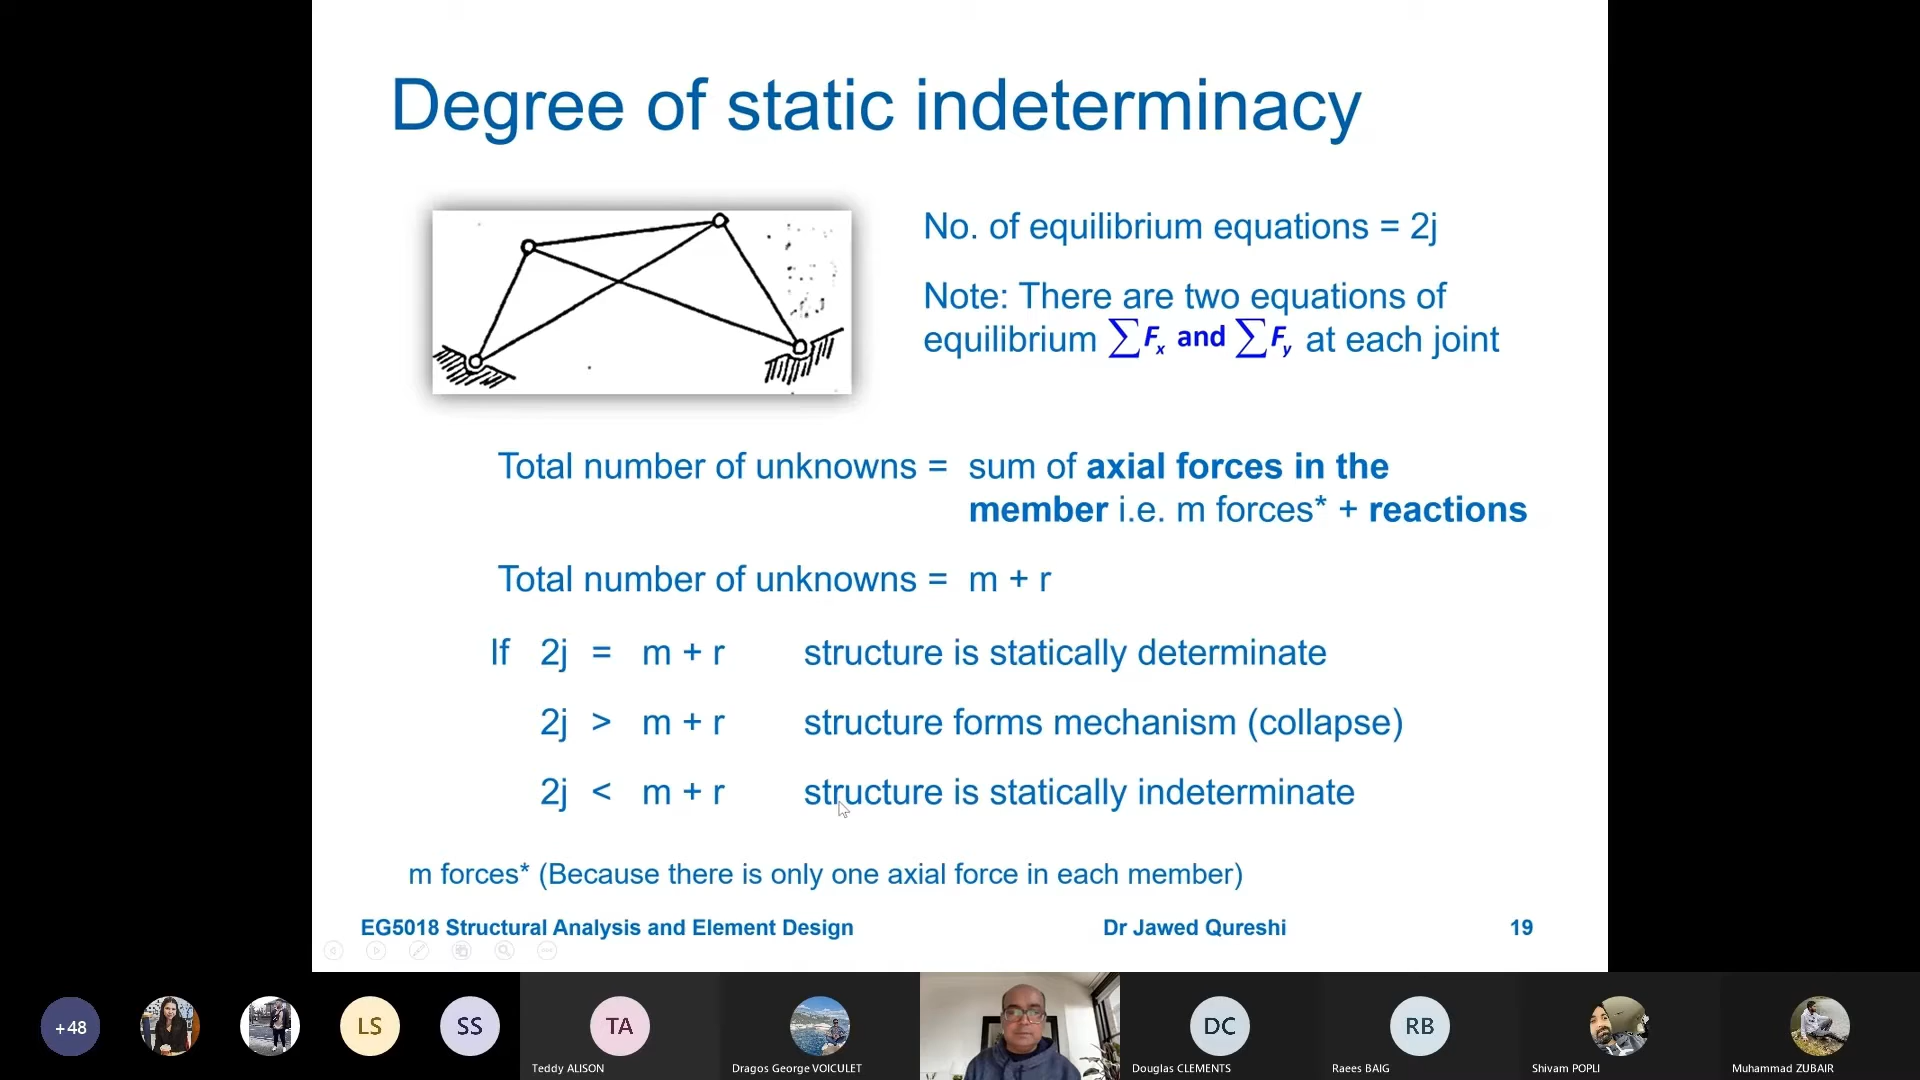 Degree of static indeterminacy
No. of equilibrium equations = 2j
Note: There are two equations of
equilibrium ∑Fx and ∑Fy at each joint
Total number of unknowns = sum of axial forces in the
member i.e. m forces* + reactions
Total number of unknowns = m + r
If 2j = m + r structure is statically determinate
2j > m + r structure forms mechanism (collapse)
2j < m + r structure is statically indeterminate
m forces* (Because there is only one axial force in each member)
EG5018 Structural Analysis and Element Design Dr Jawed Qureshi 19
+48 LS SS TA DC RB
Teddy ALISON Dragos George VOICULET Douglas CLEMENTS Raees BAIG Shivam POPLI Muhammad ZUBAIR